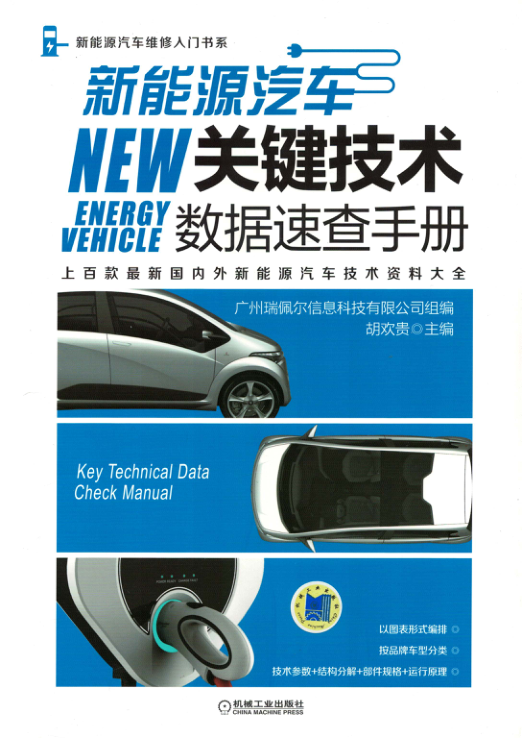 新能源汽车维修入门书系
新能源汽车
NEW 关键技术
ENERGY
VEHICLE 数据速查手册
上百款最新国内外新能源汽车技术资料大全
广州瑞佩尔信息科技有限公司组编
胡欢贵◎主编
Key Technical Data
Check Manual
以图表形式编排
按品牌车型分类
技术参数+结构分解+部件规格+运行原理
机械工业出版社
CHINA MACHINE PRESS